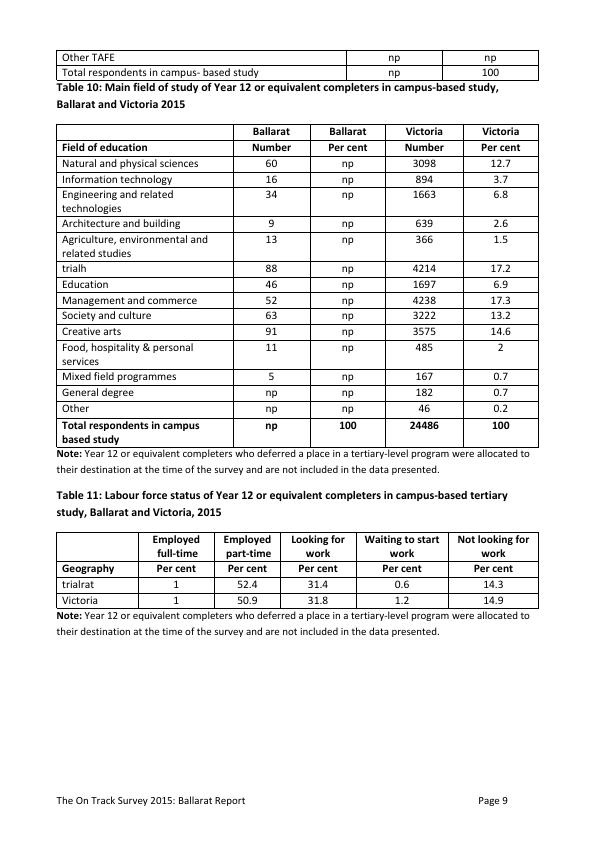 Other TAFE np np
Total respondents in campus- based study np 100
Table 10: Main field of study of Year 12 or equivalent completers in campus-based study,
Ballarat and Victoria 2015
Ballarat Ballarat Victoria Victoria
Field of education Number Per cent Number Per cent
Natural and physical sciences 60 np 3098 12.7
Information technology 16 np 894 3.7
Engineering and related 34 np 1663 6.8
technologies
Architecture and building 9 np 639 2.6
Agriculture, environmental and 13 np 366 1.5
related studies
trialh 88 np 4214 17.2
Education 46 np 1697 6.9
Management and commerce 52 np 4238 17.3
Society and culture 63 np 3222 13.2
Creative arts 91 np 3575 14.6
Food, hospitality & personal 11 np 485 2
services
Mixed field programmes 5 np 167 0.7
General degree np np 182 0.7
Other np np 46 0.2
Total respondents in campus np 100 24486 100
based study
Note: Year 12 or equivalent completers who deferred a place in a tertiary-level program were allocated to
their destination at the time of the survey and are not included in the data presented.
Table 11: Labour force status of Year 12 or equivalent completers in campus-based tertiary
study, Ballarat and Victoria, 2015
Employed Employed Looking for Waiting to start Not looking for
full-time part-time work work work
Geography Per cent Per cent Per cent Per cent Per cent
trialrat 1 52.4 31.4 0.6 14.3
Victoria 1 50.9 31.8 1.2 14.9
Note: Year 12 or equivalent completers who deferred a place in a tertiary-level program were allocated to
their destination at the time of the survey and are not included in the data presented.
The On Track Survey 2015: Ballarat Report Page 9